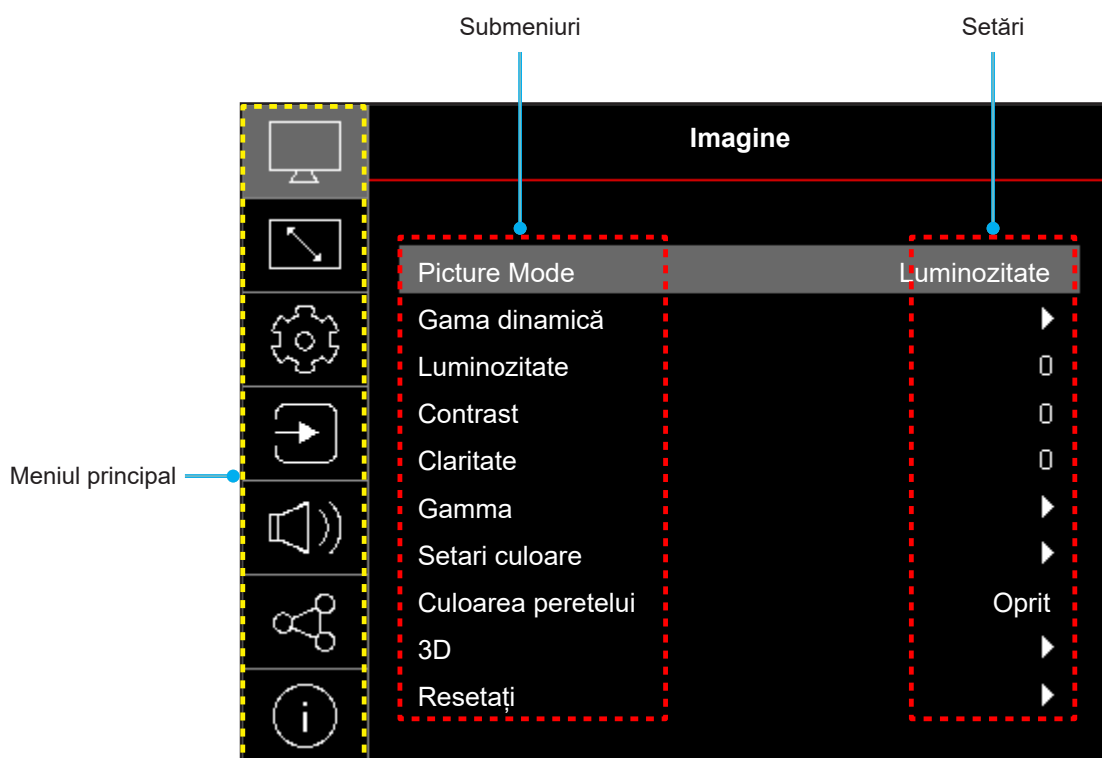 Submeniuri Setări
Imagine
Picture Mode Luminozitate
Gama dinamică
Luminozitate 0
Contrast 0
Claritate 0
Meniul principal
Gamma
Setari culoare
Culoarea peretelui Oprit
3D
Resetați
i